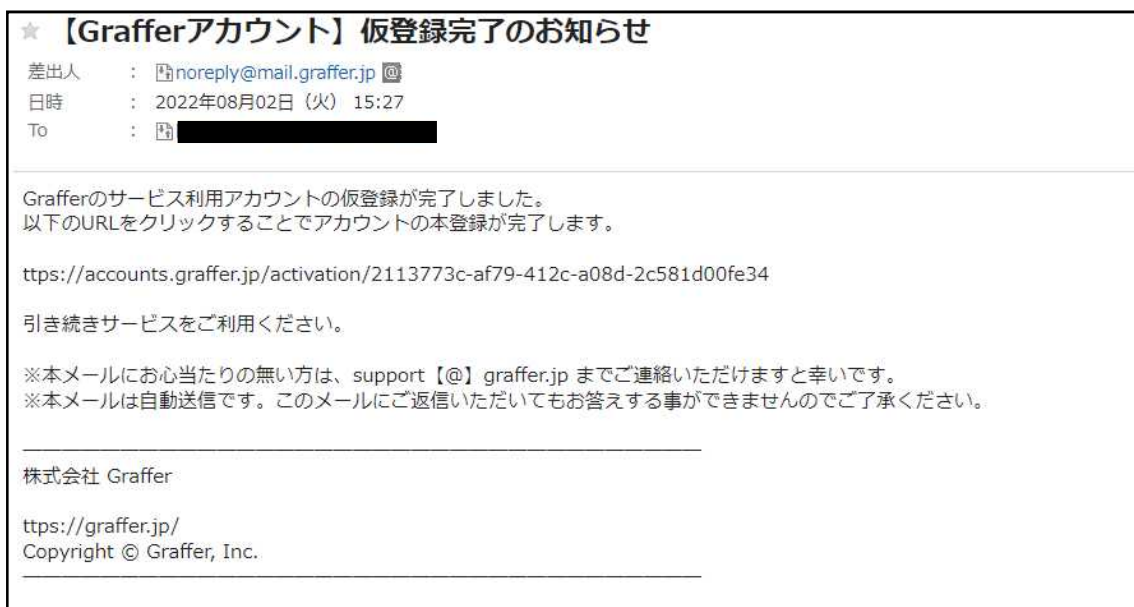 【Grafferアカウント】仮登録完了のお知らせ
差出人 : noreply@mail.graffer.jp @
日時 : 2022年08月02日（火） 15:27
To :
Grafferのサービス利用アカウントの仮登録が完了しました。
以下のURLをクリックすることでアカウントの本登録が完了します。
ttps://accounts.graffer.jp/activation/2113773c-af79-412c-a08d-2c581d00fe34
引き続きサービスをご利用ください。
※本メールにお心当たりの無い方は、support【@】graffer.jp までご連絡いただけますと幸いです。
※本メールは自動送信です。このメールにご返信いただいてもお答えする事ができませんのでご了承ください。
株式会社 Graffer
ttps://graffer.jp/
Copyright © Graffer, Inc.